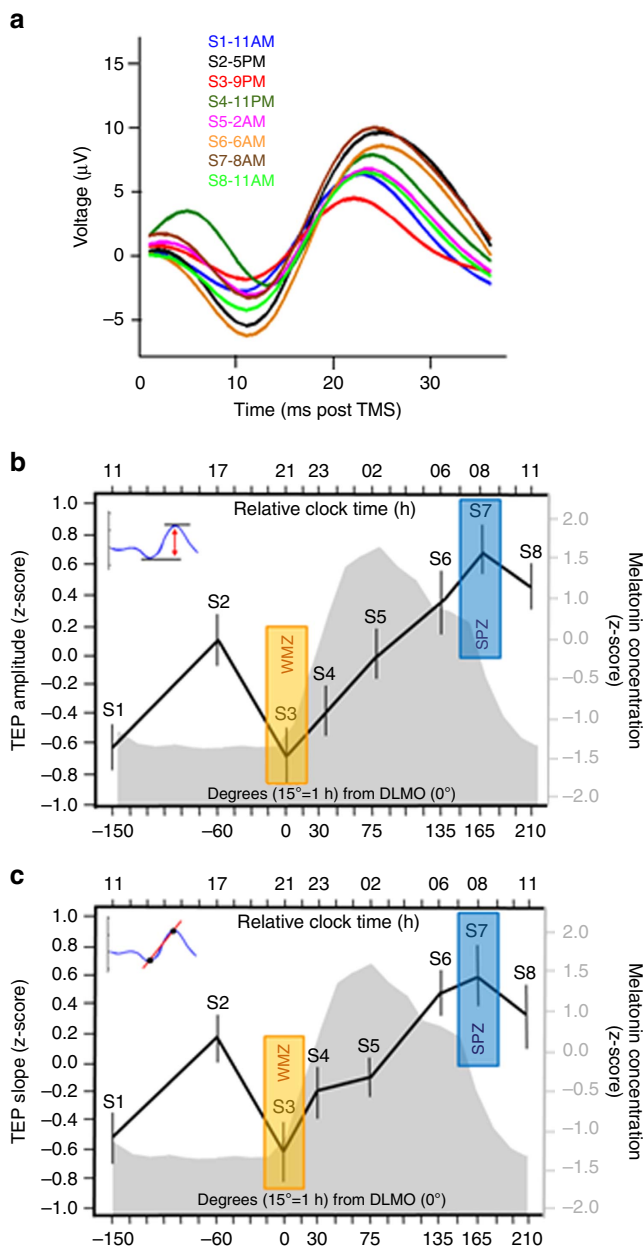 a
S1-11AM
S2-5PM
S3-9PM
S4-11PM
S5-2AM
S6-6AM
S7-8AM
S8-11AM
15
10
5
0
−5
Voltage (µV)
0 10 20 30
Time (ms post TMS)
b
11 17 21 23 02 06 08 11
Relative clock time (h)
1.0
0.8
0.6
0.4
0.2
0.0
−0.2
−0.4
−0.6
−0.8
−1.0
TEP amplitude (z-score)
S1
S2
S3
S4
S5
S6
S7
S8
WMZ
SPZ
2.0
1.5
1.0
0.0
−0.5
−1.0
−1.5
−2.0
Melatonin concentration
(z-score)
Degrees (15°=1 h) from DLMO (0°)
−150 −60 0 30 75 135 165 210
c
11 17 21 23 02 06 08 11
Relative clock time (h)
1.0
0.8
0.6
0.4
0.2
0.0
−0.2
−0.4
−0.6
−0.8
−1.0
TEP slope (z-score)
S1
S2
S3
S4
S5
S6
S7
S8
WMZ
SPZ
2.0
1.5
1.0
0.0
−0.5
−1.0
−1.5
−2.0
Melatonin concentration
(z-score)
Degrees (15°=1 h) from DLMO (0°)
−150 −60 0 30 75 135 165 210